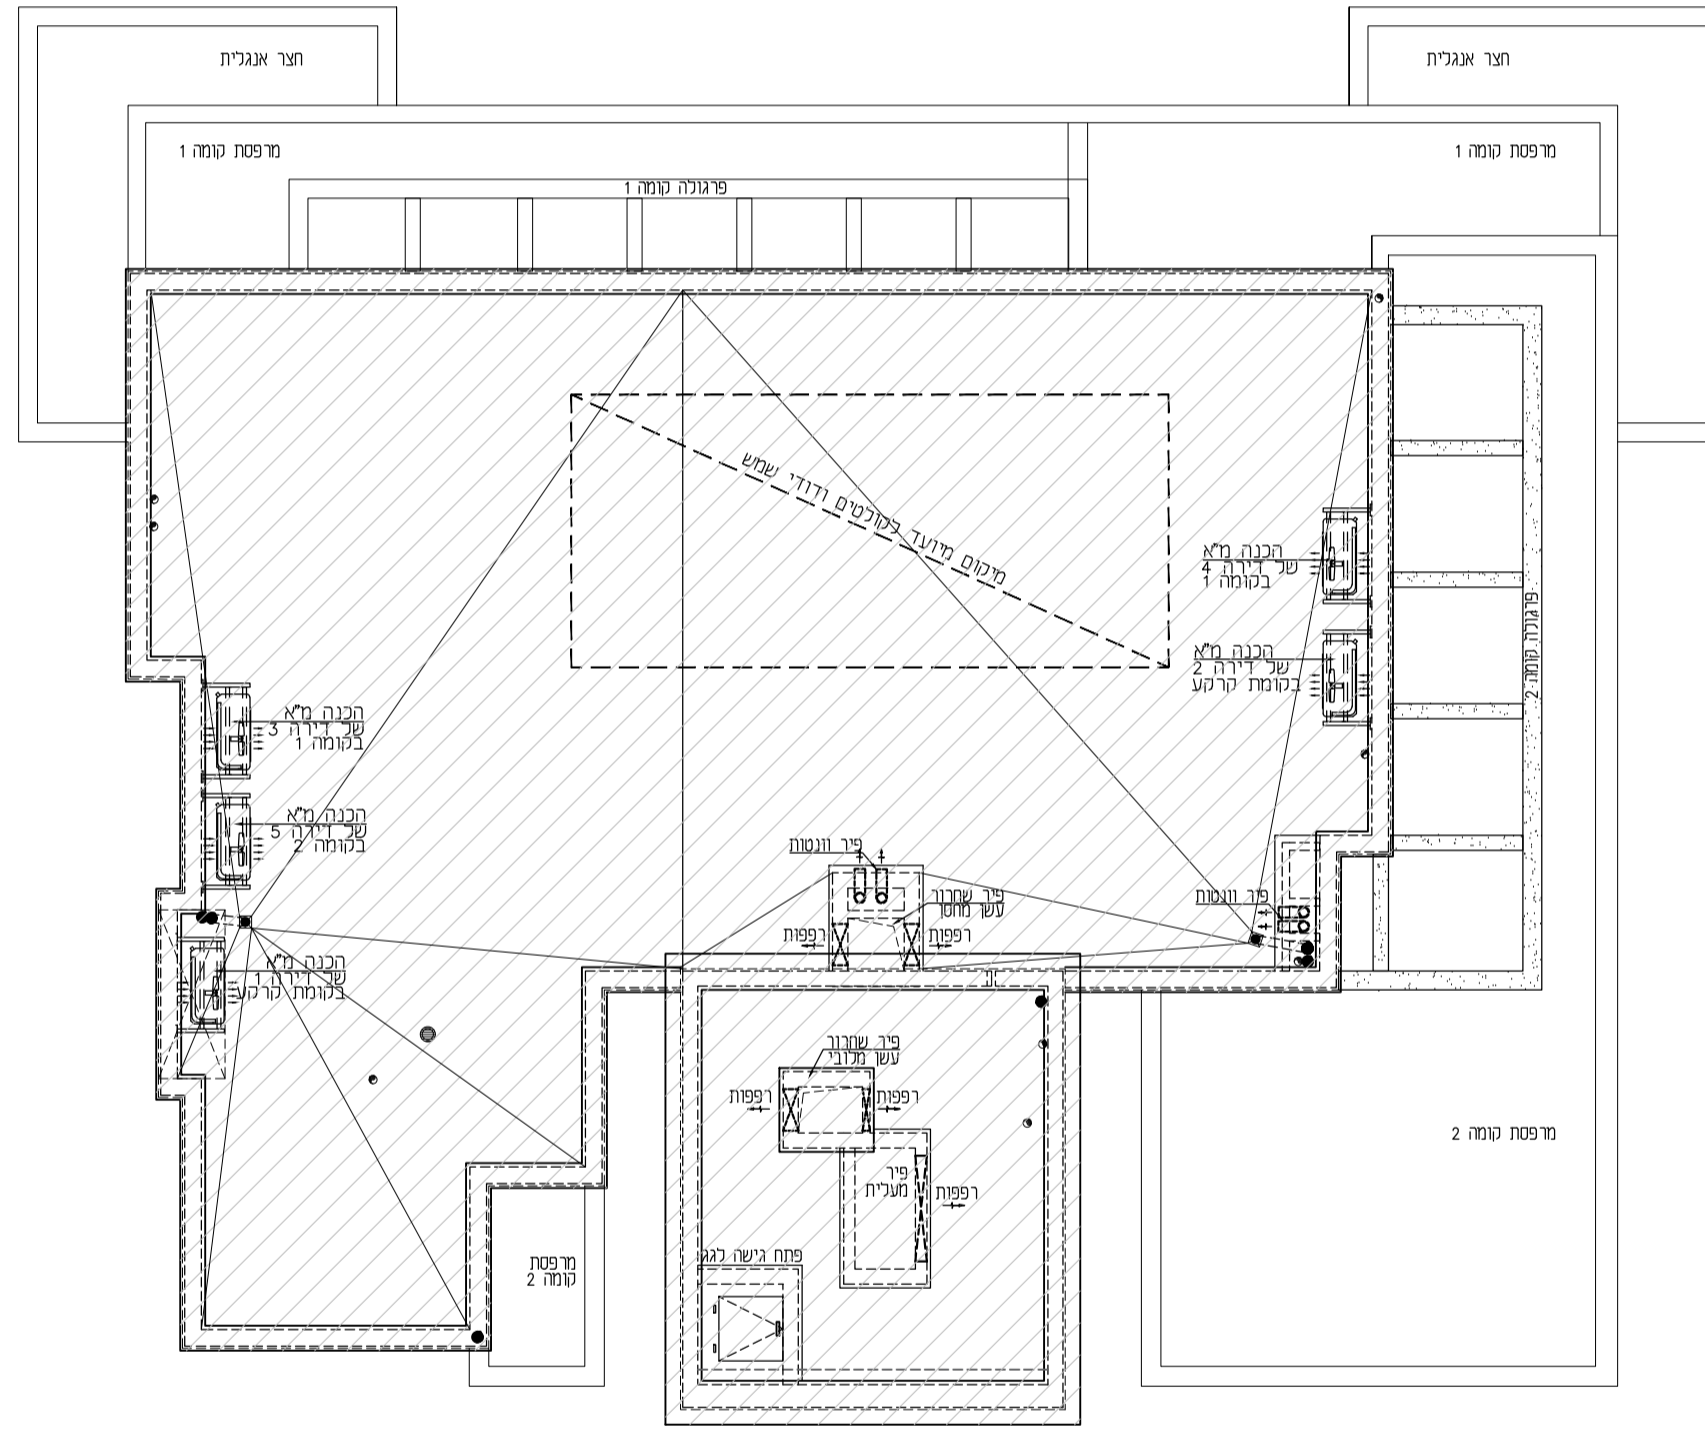 חצר אנגלית
חצר אנגלית
מרפסת קומה 1
מרפסת קומה 1
פרגולה קומה 1
מיקום מיועד לקולטים ודודי שמש
הכנה מ"א
של דירה 4
בקומה 1
הכנה מ"א
של דירה 2
בקומת קרקע
פרגולה קומה 2
הכנה מ"א
של דירה 3
בקומה 1
הכנה מ"א
של דירה 5
בקומה 2
פיר וונטות
פיר שחרור
עשן מחסן
פיר וונטות
רפפות
רפפות
הכנה מ"א
של דירה 1
בקומת קרקע
פיר שחרור
עשן מלובי
רפפות
רפפות
מרפסת קומה 2
פיר
מעלית
רפפות
פתח גישה לגג
מרפסת
קומה 2